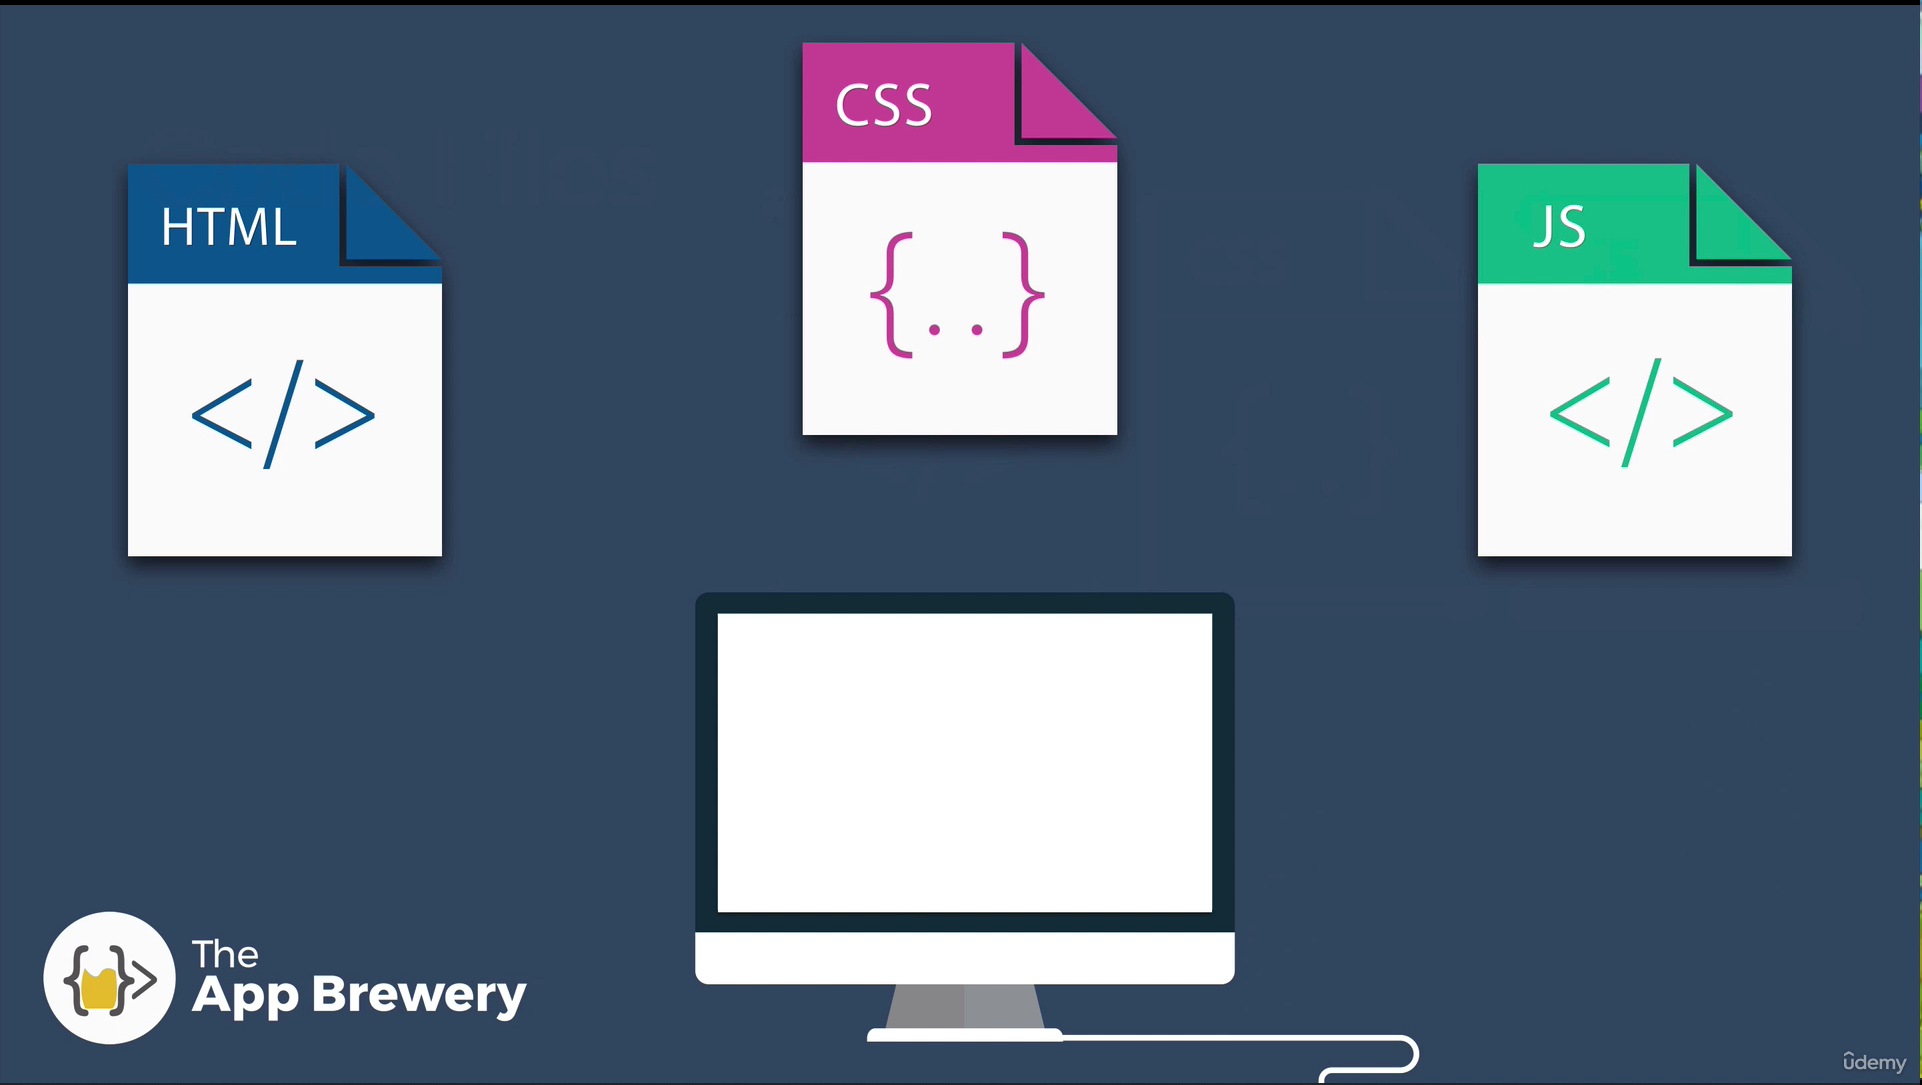 CSS
{..}
HTML
JS
</>
</>
The
App Brewery
udemy